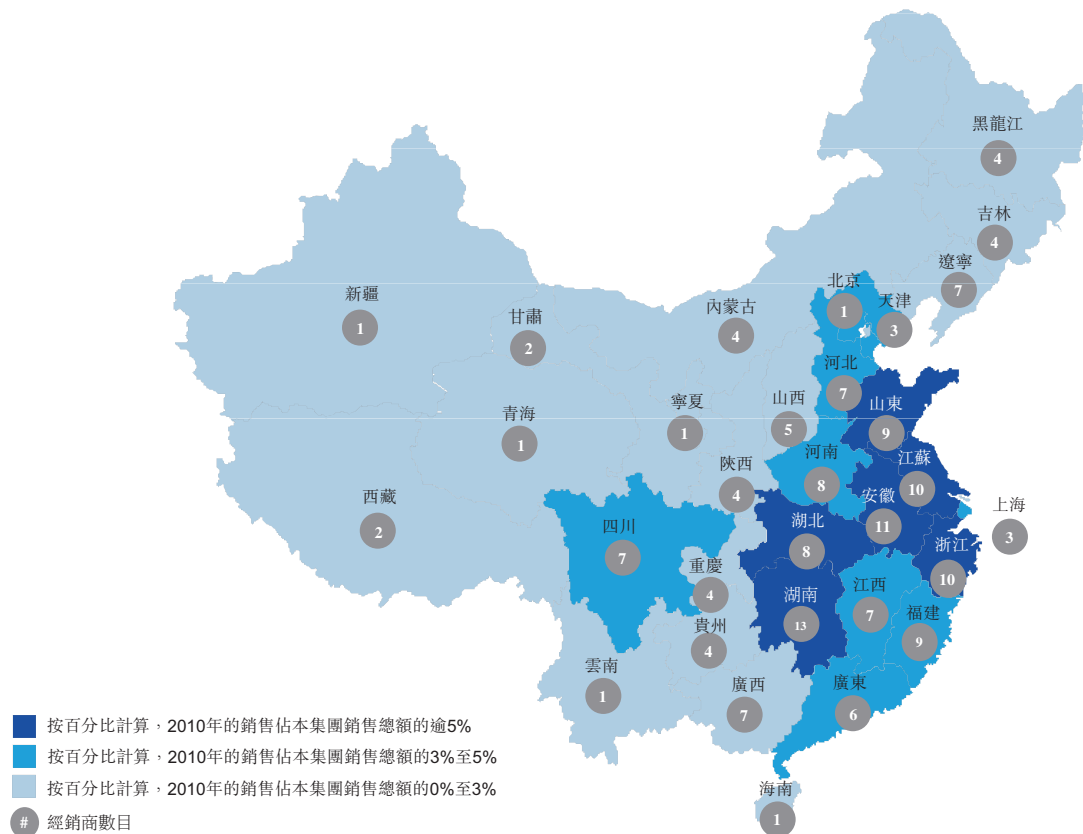 黑龍江
4
吉林
4
遼寧
7
北京
1
天津
3
新疆
1
甘肅
2
內蒙古
4
河北
7
山東
9
青海
1
寧夏
1
山西
5
河南
8
江蘇
10
陝西
4
安徽
11
上海
3
西藏
2
四川
7
湖北
8
浙江
10
重慶
4
湖南
13
江西
7
福建
9
貴州
4
雲南
1
廣西
7
廣東
6
海南
1
按百分比計算，2010年的銷售佔本集團銷售總額的逾5%
按百分比計算，2010年的銷售佔本集團銷售總額的3%至5%
按百分比計算，2010年的銷售佔本集團銷售總額的0%至3%
# 經銷商數目